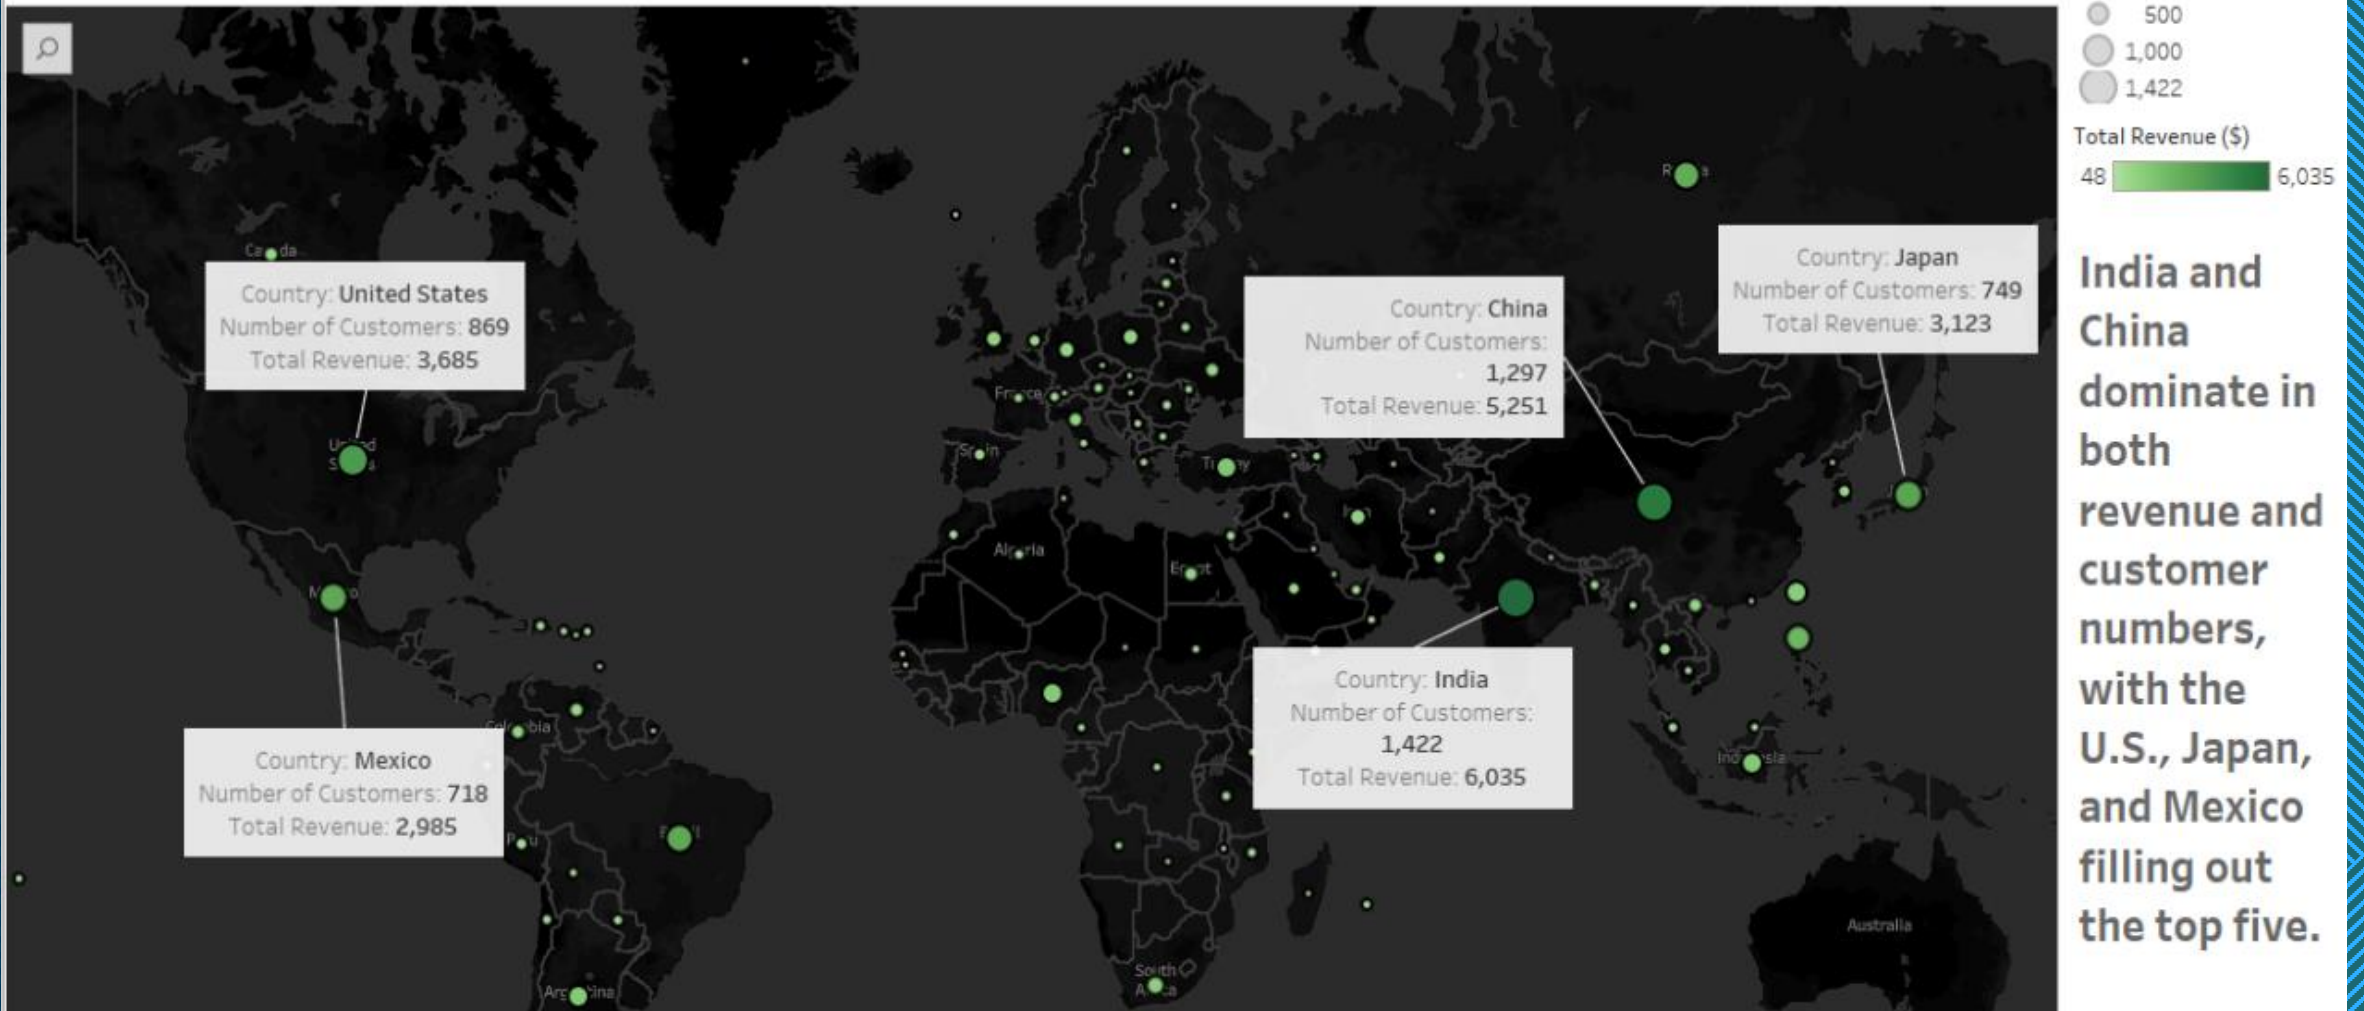 500
1,000
1,422
Total Revenue ($)
48
6,035
Country: Japan
Number of Customers: 749
Total Revenue: 3,123
Country: United States
Number of Customers: 869
Total Revenue: 3,685
Country: China
Number of Customers:
1,297
Total Revenue: 5,251
Country: India
Number of Customers:
1,422
Total Revenue: 6,035
Country: Mexico
Number of Customers: 718
Total Revenue: 2,985
Australia
South
India and
China
dominate in
both
revenue and
customer
numbers,
with the
U.S., Japan,
and Mexico
filling out
the top five.